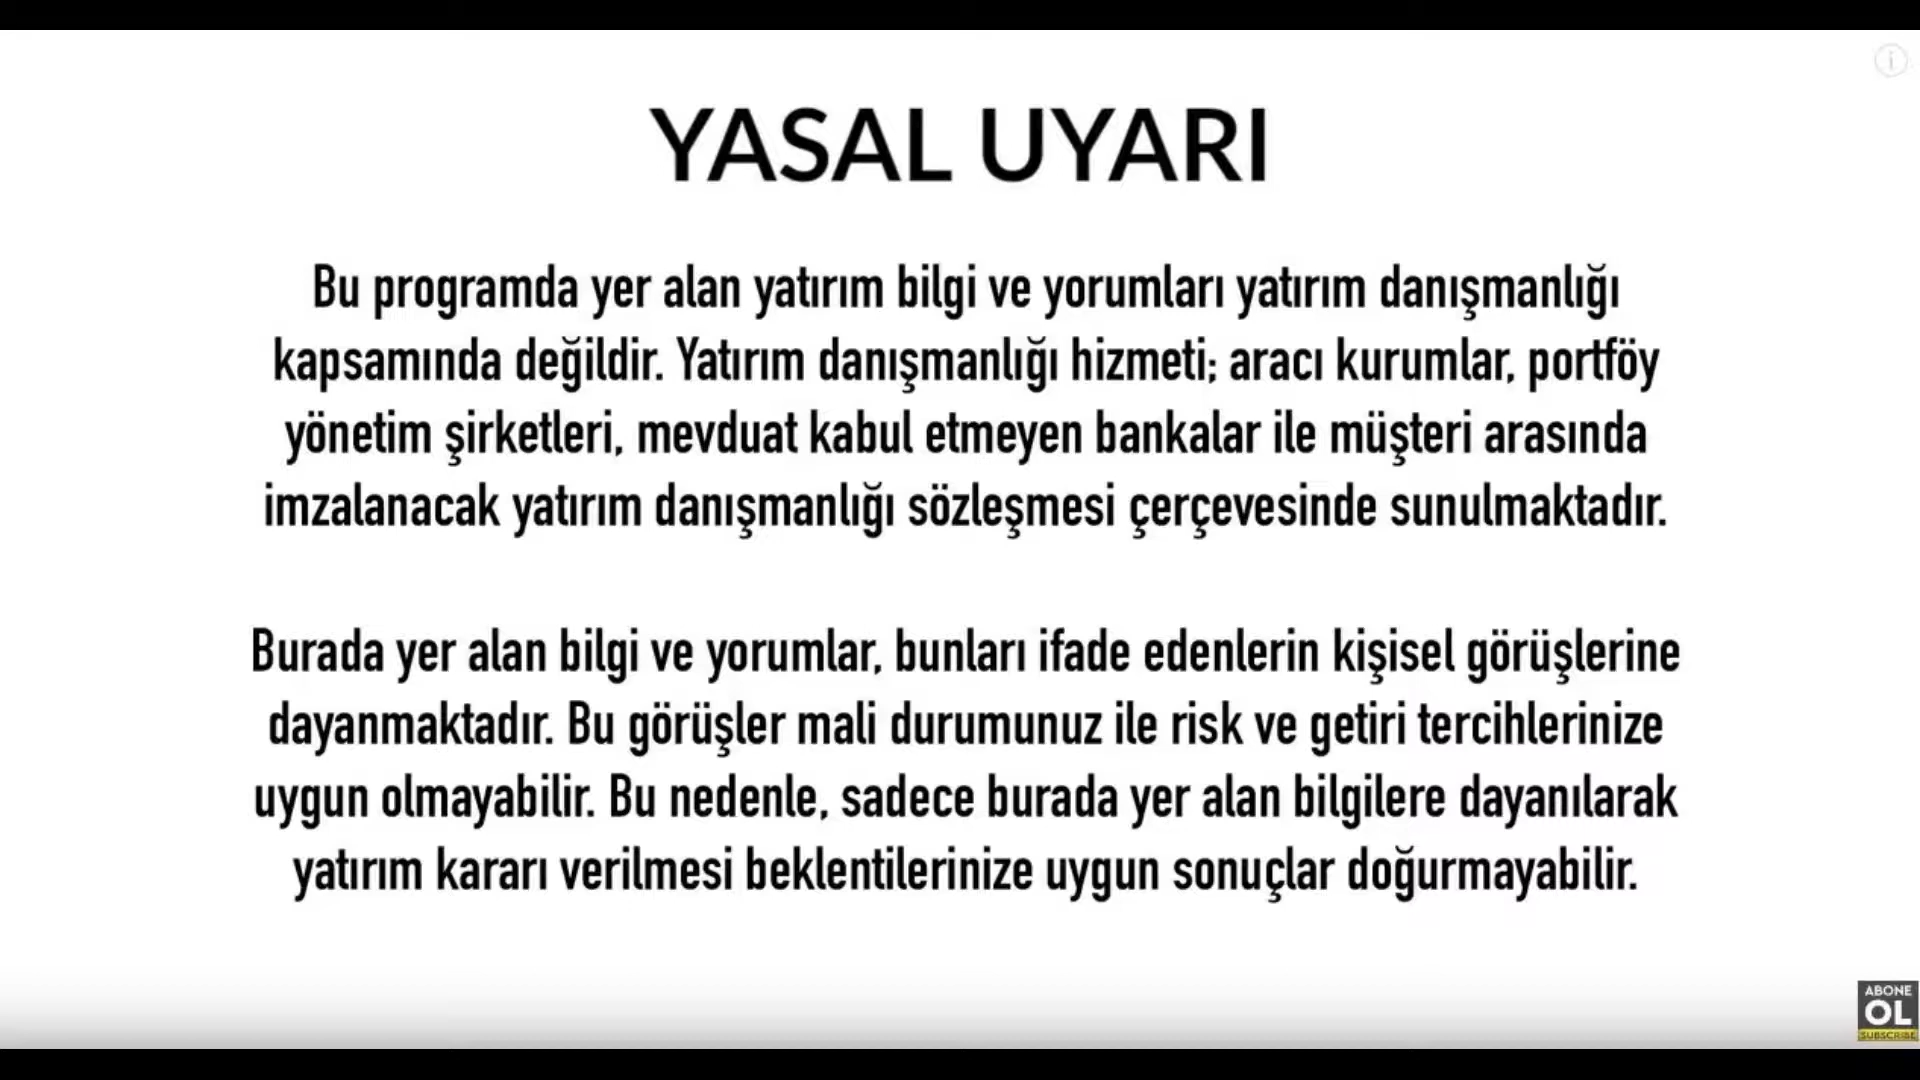 YASAL UYARI
Bu programda yer alan yatırım bilgi ve yorumları yatırım danışmanlığı
kapsamında değildir. Yatırım danışmanlığı hizmeti; aracı kurumlar, portföy
yönetim şirketleri, mevduat kabul etmeyen bankalar ile müşteri arasında
imzalanacak yatırım danışmanlığı sözleşmesi çerçevesinde sunulmaktadır.
Burada yer alan bilgi ve yorumlar, bunları ifade edenlerin kişisel görüşlerine
dayanmaktadır. Bu görüşler mali durumunuz ile risk ve getiri tercihlerinize
uygun olmayabilir. Bu nedenle, sadece burada yer alan bilgilere dayanılarak
yatırım kararı verilmesi beklentilerinize uygun sonuçlar doğurmayabilir.
ABONE
OL
SUBSCRIBE